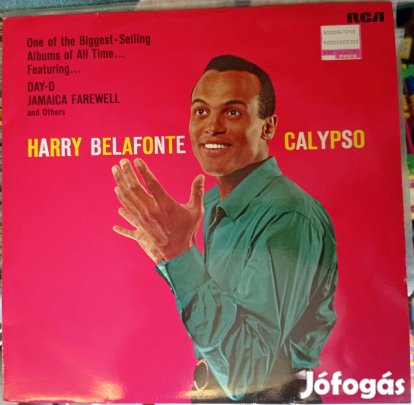 One of the Biggest-Selling
Albums of All Time...
Featuring...
DAY-O
JAMAICA FAREWELL
and Others
RCA
HARRY BELAFONTE CALYPSO
Jófogás